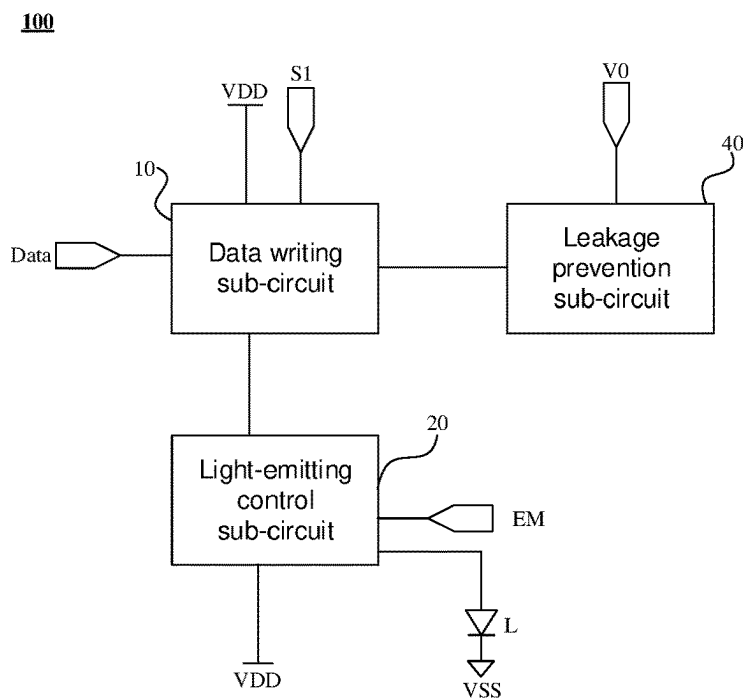 100
S1
V0
VDD
10
40
Data
Data writing
sub-circuit
Leakage
prevention
sub-circuit
20
Light-emitting
control
sub-circuit
EM
L
VDD
VSS